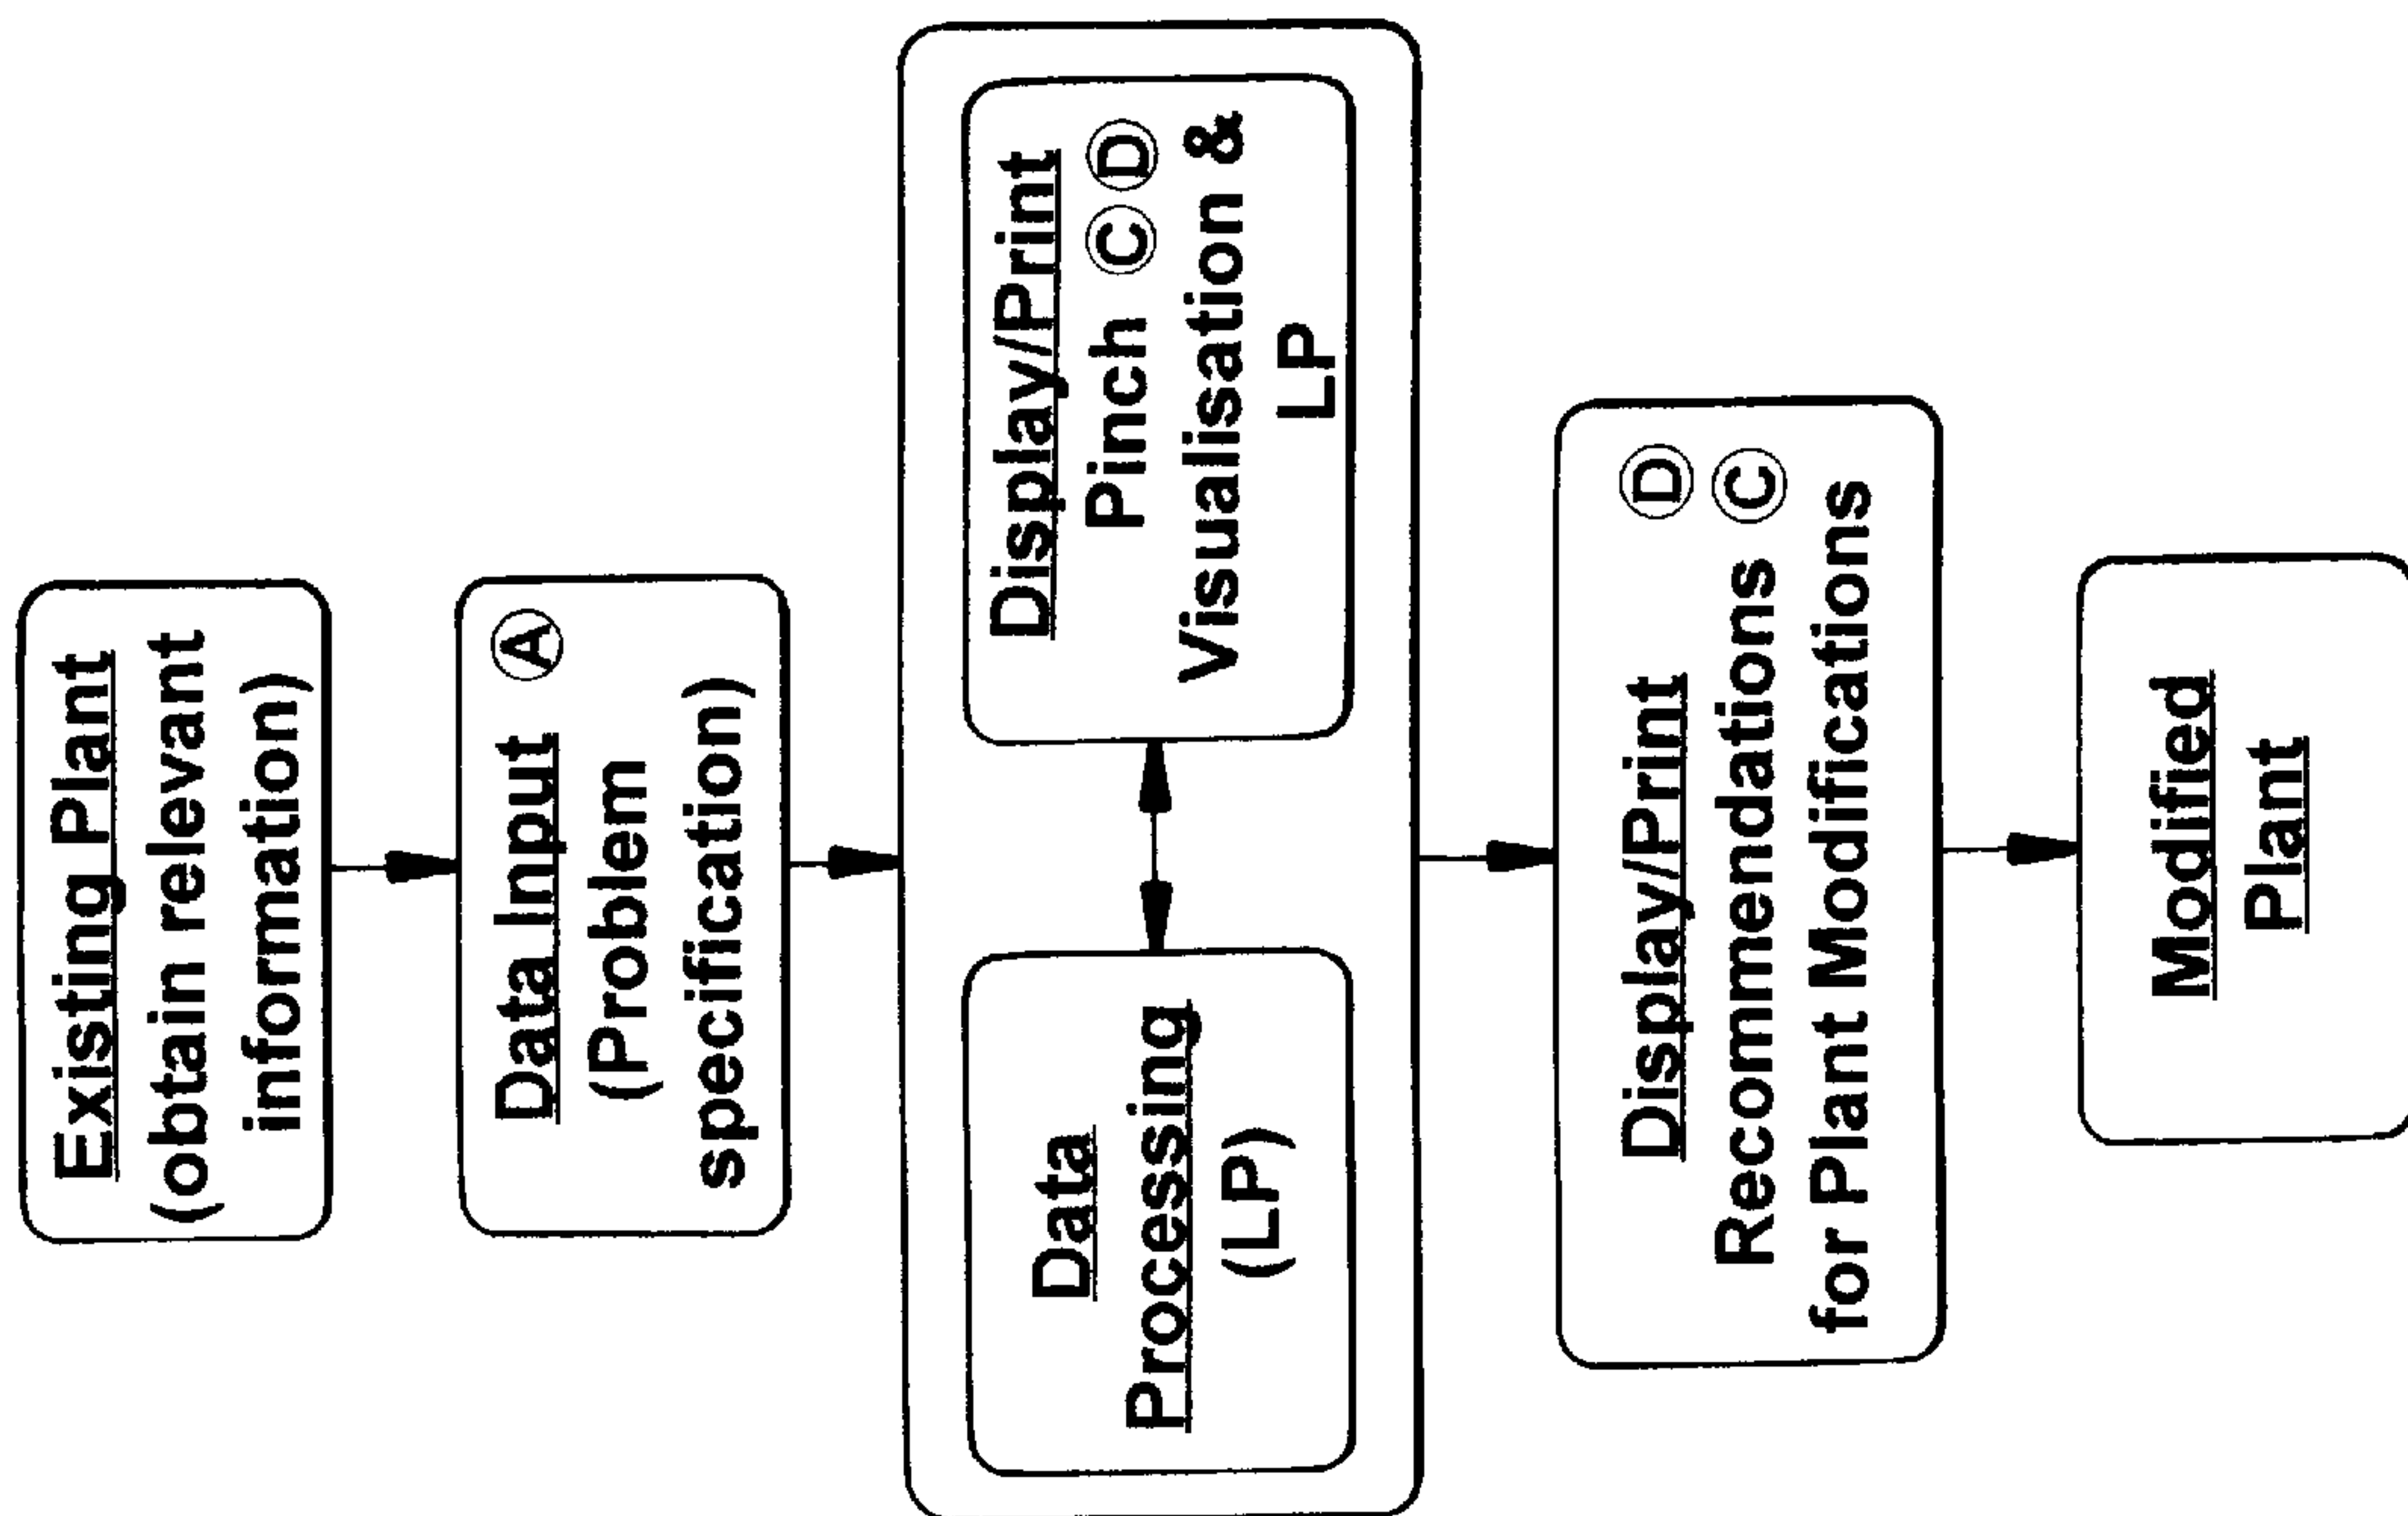 Existing Plant
(obtain relevant
information)
Data Input Ⓐ
(Problem
specification)
Data
Processing
(LP)
Display/Print
Pinch Ⓒ Ⓓ
Visualisation &
LP
Display/Print Ⓓ
Recommendations Ⓒ
for Plant Modifications
Modified
Plant